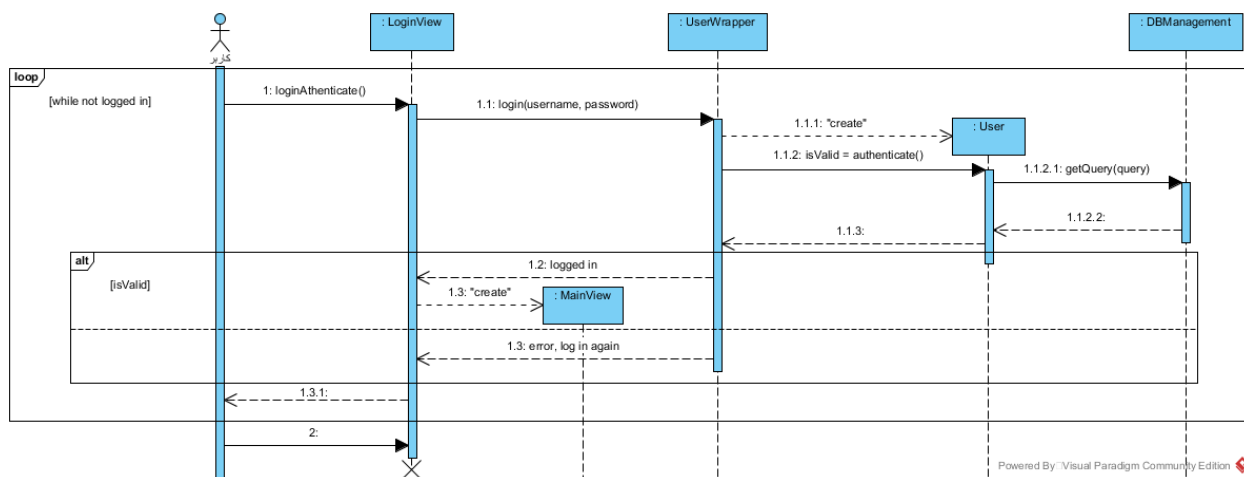 : LoginView
: UserWrapper
: DBManagement
کاربر
loop
[while not logged in]
1: loginAthenticate()
1.1: login(username, password)
1.1.1: "create"
: User
1.1.2: isValid = authenticate()
1.1.2.1: getQuery(query)
1.1.2.2:
1.1.3:
alt
[isValid]
1.2: logged in
1.3: "create"
: MainView
1.3: error, log in again
1.3.1:
2:
Powered By Visual Paradigm Community Edition